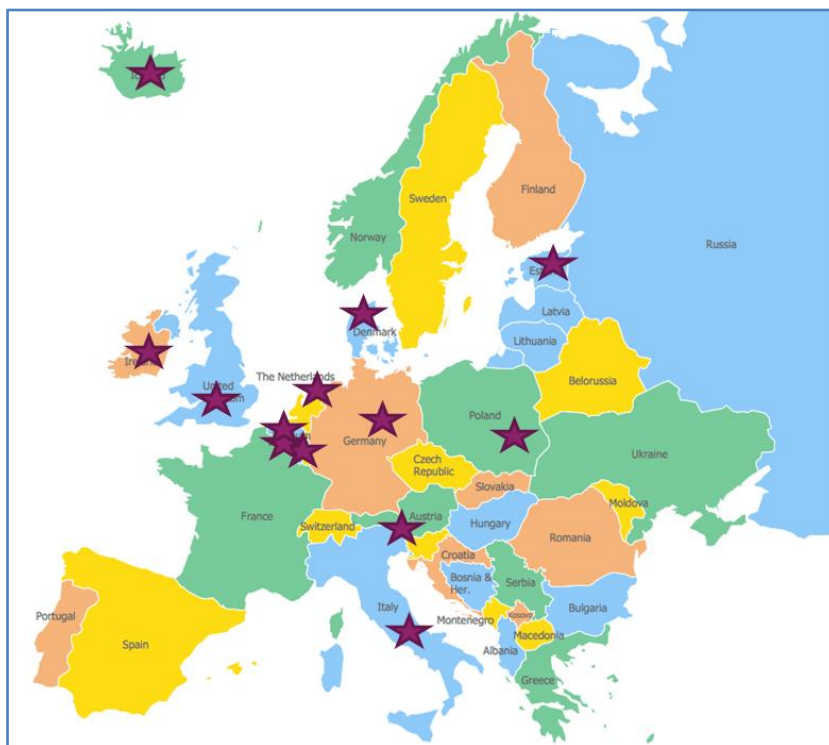 Finland
Sweden
Norway
Russia
Latvia
Denmark
Lithuania
The Netherlands
Belorussia
United
Poland
Germany
Ukraine
Czech
Republic
Slovakia
Moldova
France
Austria
Switzerland
Hungary
Romania
Croatia
Bosnia &
Her.
Serbia
Italy
Bulgaria
Portugal
Montenegro
Kosovo
Spain
Macedonia
Albania
Greece